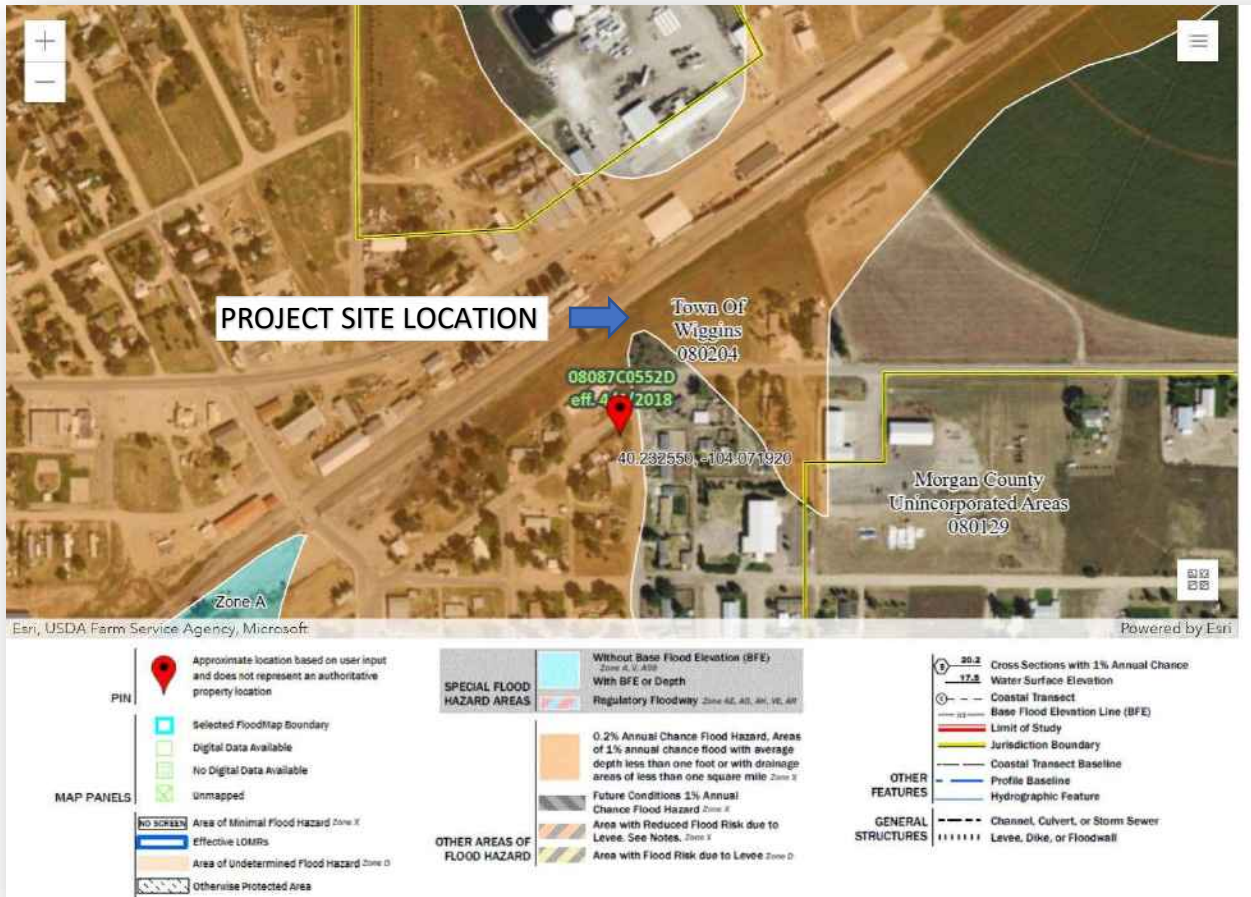 PROJECT SITE LOCATION
Town Of
Wiggins
080204
08087C0552D
eff. 4/ /2018
40.232550, -104.071920
Morgan County
Unincorporated Areas
080129
Zone A
Esri, USDA Farm Service Agency, Microsoft
Powered by Esri
PIN
Approximate location based on user input
and does not represent an authoritative
property location
MAP PANELS
Selected FloodMap Boundary
Digital Data Available
No Digital Data Available
Unmapped
NO SCREEN Area of Minimal Flood Hazard Zone X
Effective LOMRs
Area of Undetermined Flood Hazard Zone D
Otherwise Protected Area
SPECIAL FLOOD
HAZARD AREAS
Without Base Flood Elevation (BFE)
Zone A, V, A99
With BFE or Depth
Regulatory Floodway Zone AE, AO, AH, VE, AR
OTHER AREAS OF
FLOOD HAZARD
0.2% Annual Chance Flood Hazard, Areas
of 1% annual chance flood with average
depth less than one foot or with drainage
areas of less than one square mile Zone X
Future Conditions 1% Annual
Chance Flood Hazard Zone X
Area with Reduced Flood Risk due to
Levee. See Notes. Zone X
Area with Flood Risk due to Levee Zone D
OTHER
FEATURES
20.2 Cross Sections with 1% Annual Chance
17.5 Water Surface Elevation
Coastal Transect
Base Flood Elevation Line (BFE)
Limit of Study
Jurisdiction Boundary
Coastal Transect Baseline
Profile Baseline
Hydrographic Feature
GENERAL
STRUCTURES
Channel, Culvert, or Storm Sewer
Levee, Dike, or Floodwall